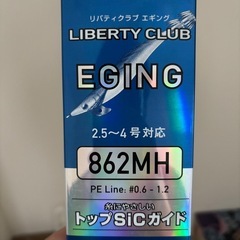 リバティクラブ エギング
LIBERTY CLUB
EGING
2.5～4号対応
862MH
PE Line: #0.6 - 1.2
糸にやさしい
トップSiCガイド